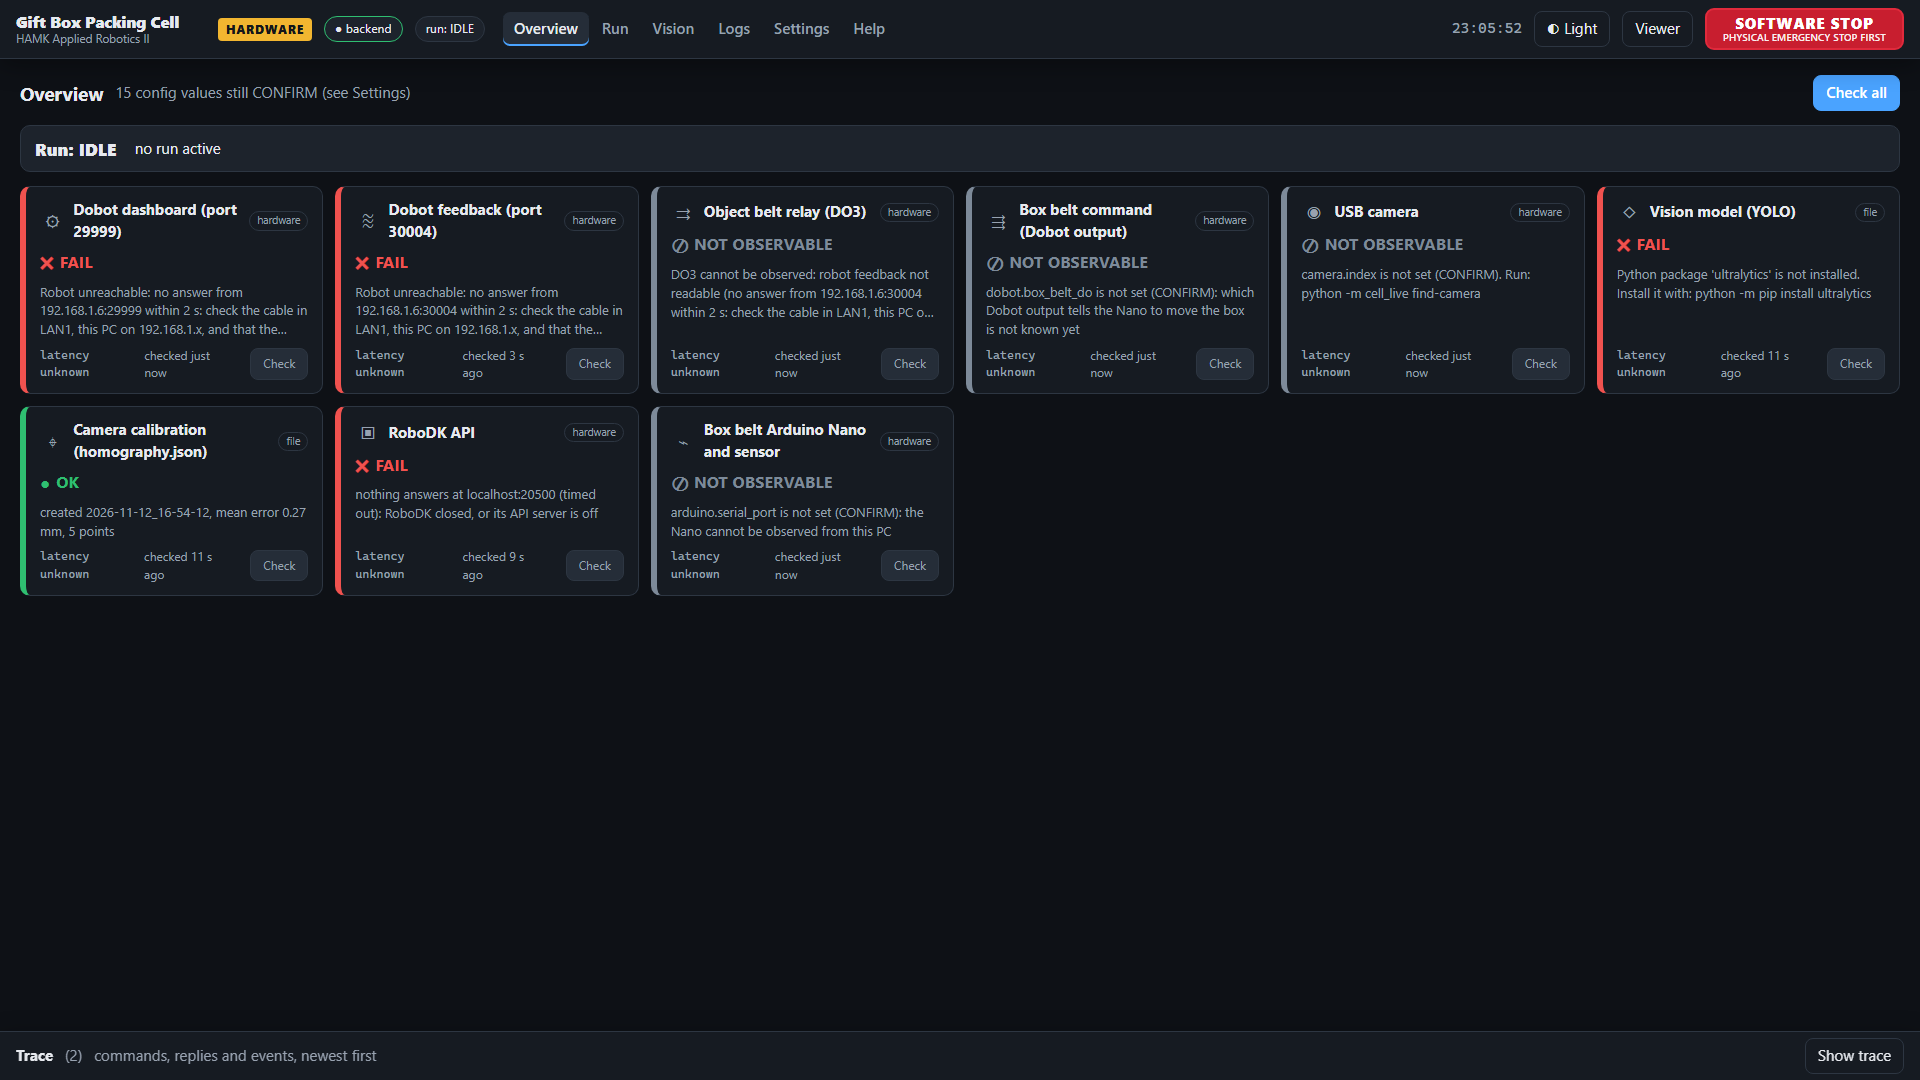 Gift Box Packing Cell
HAMK Applied Robotics II
HARDWARE
● backend
run: IDLE
Overview
Run
Vision
Logs
Settings
Help
23:05:52
◐ Light
Viewer
SOFTWARE STOP
PHYSICAL EMERGENCY STOP FIRST
Overview
15 config values still CONFIRM (see Settings)
Check all
Run: IDLE
no run active
Dobot dashboard (port
29999)
hardware
FAIL
Robot unreachable: no answer from
192.168.1.6:29999 within 2 s: check the cable in
LAN1, this PC on 192.168.1.x, and that the...
latency
unknown
checked just
now
Check
Dobot feedback (port
30004)
hardware
FAIL
Robot unreachable: no answer from
192.168.1.6:30004 within 2 s: check the cable in
LAN1, this PC on 192.168.1.x, and that the...
latency
unknown
checked 3 s
ago
Check
Object belt relay (DO3)
hardware
NOT OBSERVABLE
DO3 cannot be observed: robot feedback not
readable (no answer from 192.168.1.6:30004
within 2 s: check the cable in LAN1, this PC o...
latency
unknown
checked just
now
Check
Box belt command
(Dobot output)
hardware
NOT OBSERVABLE
dobot.box_belt_do is not set (CONFIRM): which
Dobot output tells the Nano to move the box
is not known yet
latency
unknown
checked just
now
Check
USB camera
hardware
NOT OBSERVABLE
camera.index is not set (CONFIRM). Run:
python -m cell_live find-camera
latency
unknown
checked just
now
Check
Vision model (YOLO)
file
FAIL
Python package 'ultralytics' is not installed.
Install it with: python -m pip install ultralytics
latency
unknown
checked 11 s
ago
Check
Camera calibration
(homography.json)
file
OK
created 2026-11-12_16-54-12, mean error 0.27
mm, 5 points
latency
unknown
checked 11 s
ago
Check
RoboDK API
hardware
FAIL
nothing answers at localhost:20500 (timed
out): RoboDK closed, or its API server is off
latency
unknown
checked 9 s
ago
Check
Box belt Arduino Nano
and sensor
hardware
NOT OBSERVABLE
arduino.serial_port is not set (CONFIRM): the
Nano cannot be observed from this PC
latency
unknown
checked just
now
Check
Trace
(2)
commands, replies and events, newest first
Show trace